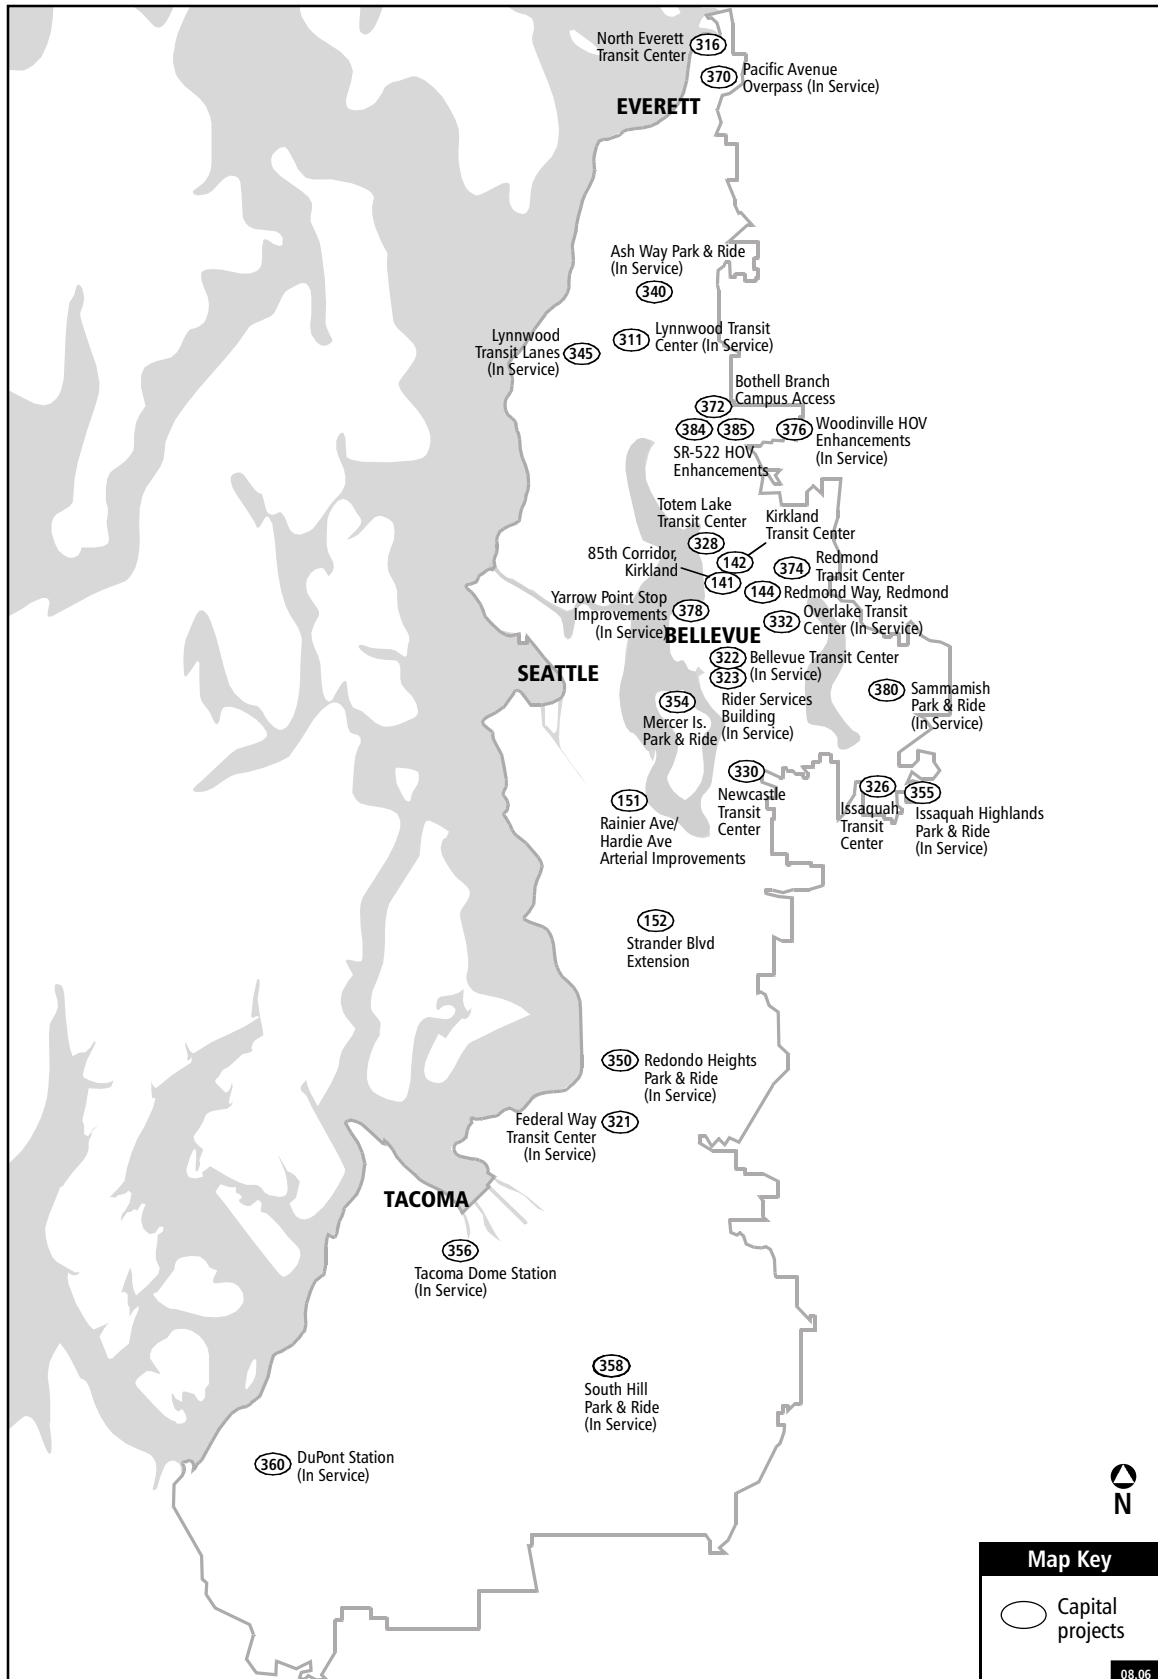 North Everett
Transit Center
316
370
Pacific Avenue
Overpass (In Service)
EVERETT
Ash Way Park & Ride
(In Service)
340
Lynnwood
Transit Lanes
(In Service)
345
311
Lynnwood Transit
Center (In Service)
Bothell Branch
Campus Access
372
384
385
SR-522 HOV
Enhancements
376
Woodinville HOV
Enhancements
(In Service)
Totem Lake
Transit Center
328
Kirkland
Transit Center
142
85th Corridor,
Kirkland
141
374
Redmond
Transit Center
144
Redmond Way, Redmond
Yarrow Point Stop
Improvements
(In Service)
378
332
Overlake Transit
Center (In Service)
BELLEVUE
SEATTLE
322
Bellevue Transit Center
(In Service)
323
Rider Services
Building
(In Service)
354
Mercer Is.
Park & Ride
380
Sammamish
Park & Ride
(In Service)
330
Newcastle
Transit
Center
326
Issaquah
Transit
Center
355
Issaquah Highlands
Park & Ride
(In Service)
151
Rainier Ave/
Hardie Ave
Arterial Improvements
152
Strander Blvd
Extension
350
Redondo Heights
Park & Ride
(In Service)
Federal Way
Transit Center
(In Service)
321
TACOMA
356
Tacoma Dome Station
(In Service)
358
South Hill
Park & Ride
(In Service)
360
DuPont Station
(In Service)
N
Map Key
Capital
projects
08.06